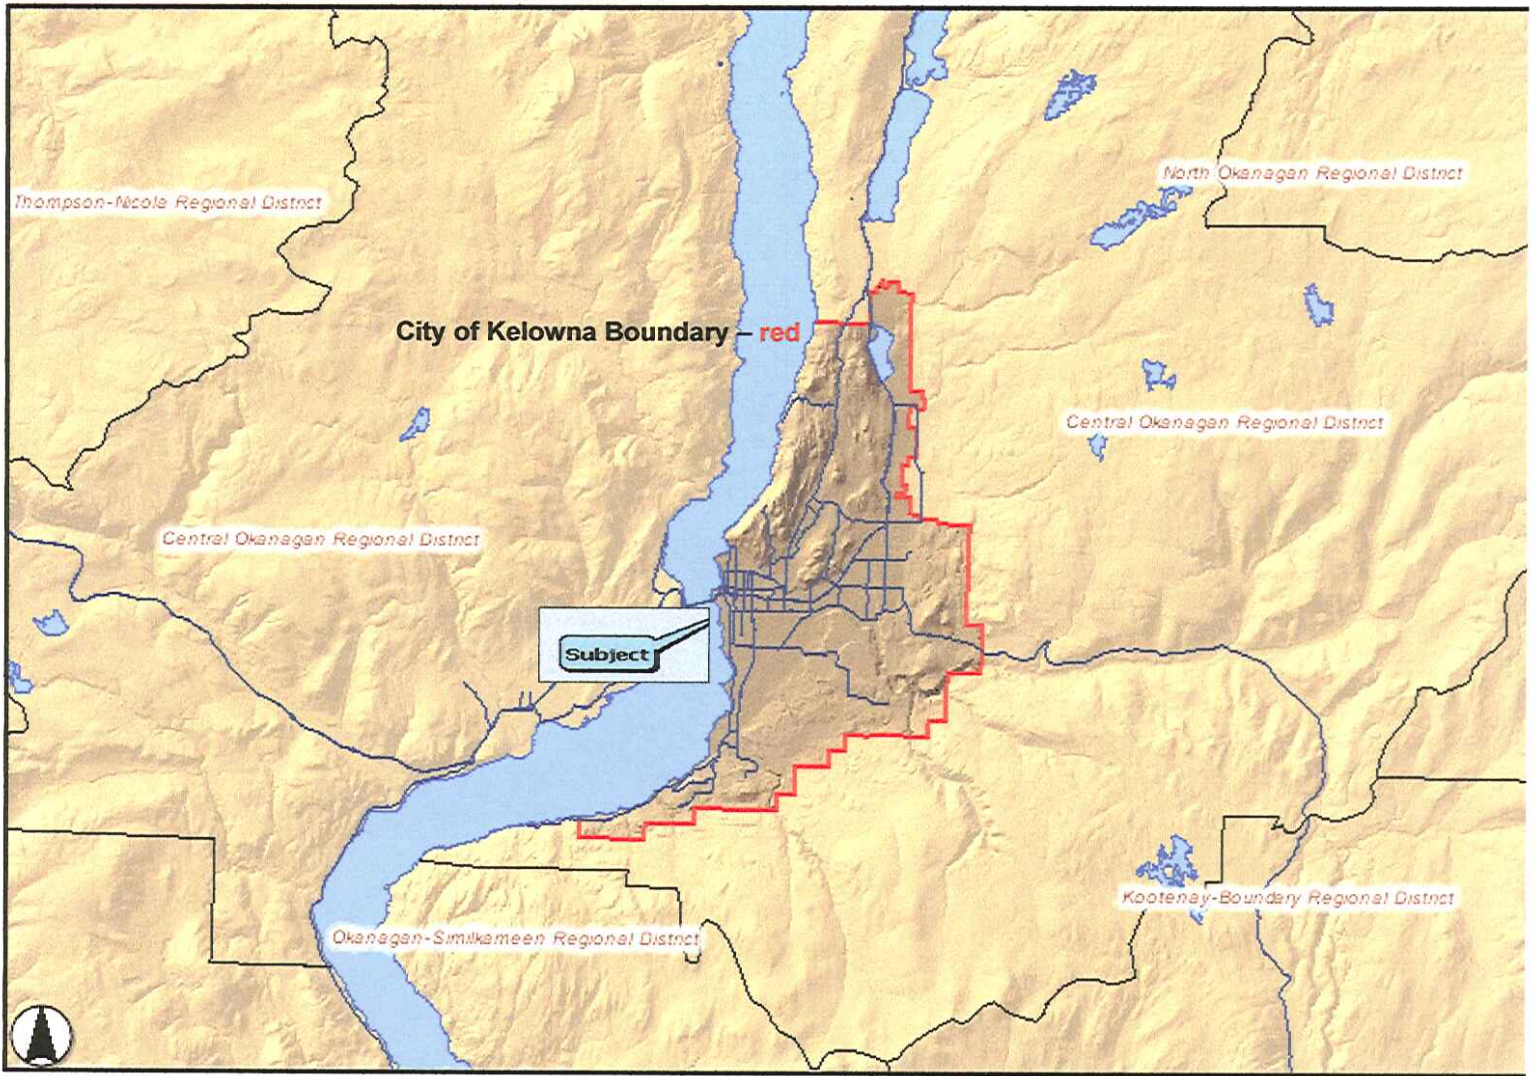 North Okanagan Regional District
Thompson-Nicola Regional District
City of Kelowna Boundary – red
Central Okanagan Regional District
Central Okanagan Regional District
Subject
Kootenay-Boundary Regional District
Okanagan-Similkameen Regional District